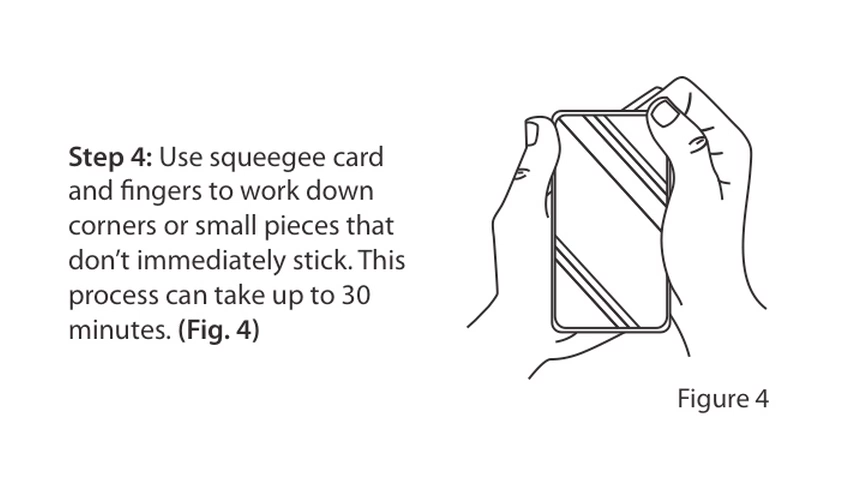 Step 4: Use squeegee card
and fingers to work down
corners or small pieces that
don’t immediately stick. This
process can take up to 30
minutes. (Fig. 4)
Figure 4